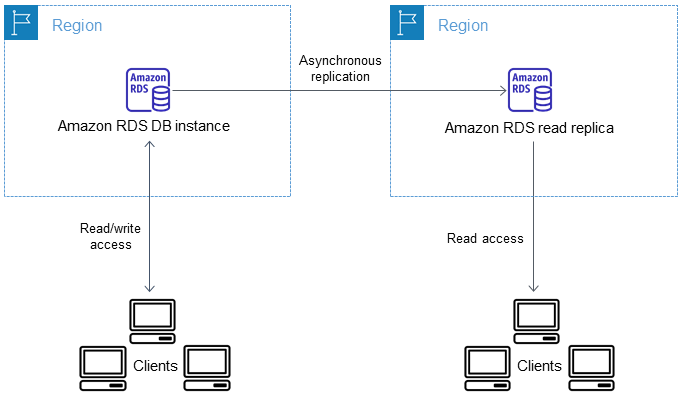 Region
Region
Asynchronous
replication
Amazon
RDS
Amazon
RDS
Amazon RDS DB instance
Amazon RDS read replica
Read/write
access
Read access
Clients
Clients